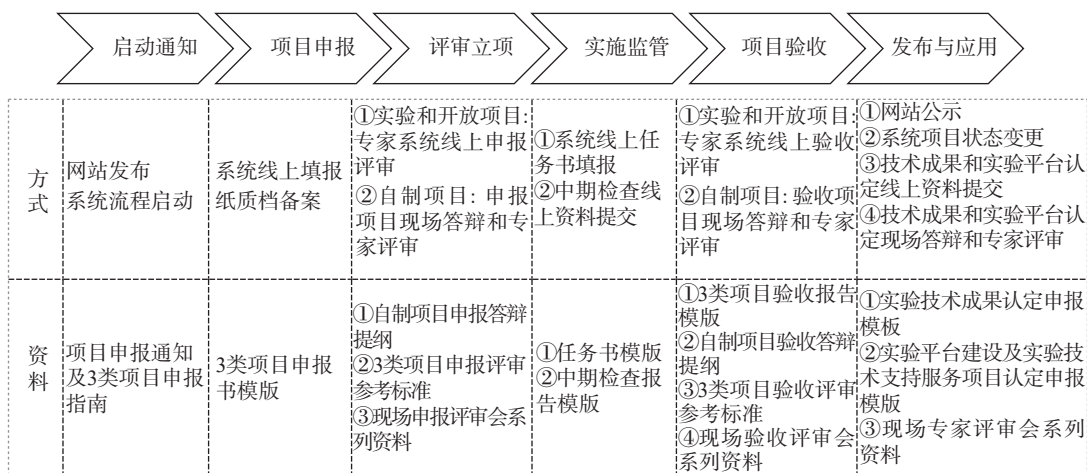 启动通知
项目申报
评审立项
实施监管
项目验收
发布与应用
方式
网站发布
系统流程启动
系统线上填报
纸质档备案
①实验和开放项目:
专家系统线上申报
评审
②自制项目: 申报
项目现场答辩和专
家评审
①系统线上任
务书填报
②中期检查线
上资料提交
①实验和开放项目:
专家系统线上验收
评审
②自制项目: 验收项
目现场答辩和专家
评审
①网站公示
②系统项目状态变更
③技术成果和实验平台认
定线上资料提交
④技术成果和实验平台认
定现场答辩和专家评审
资料
项目申报通知
及3类项目申报
指南
3类项目申报
书模版
①自制项目申报答辩
提纲
②3类项目申报评审
参考标准
③现场申报评审会系
列资料
①任务书模版
②中期检查报
告模版
①3类项目验收报告
模版
②自制项目验收答辩
提纲
③3类项目验收评审
参考标准
④现场验收评审会
系列资料
①实验技术成果认定申报
模板
②实验平台建设及实验技
术支持服务项目认定申报
模版
③现场专家评审会系列
资料